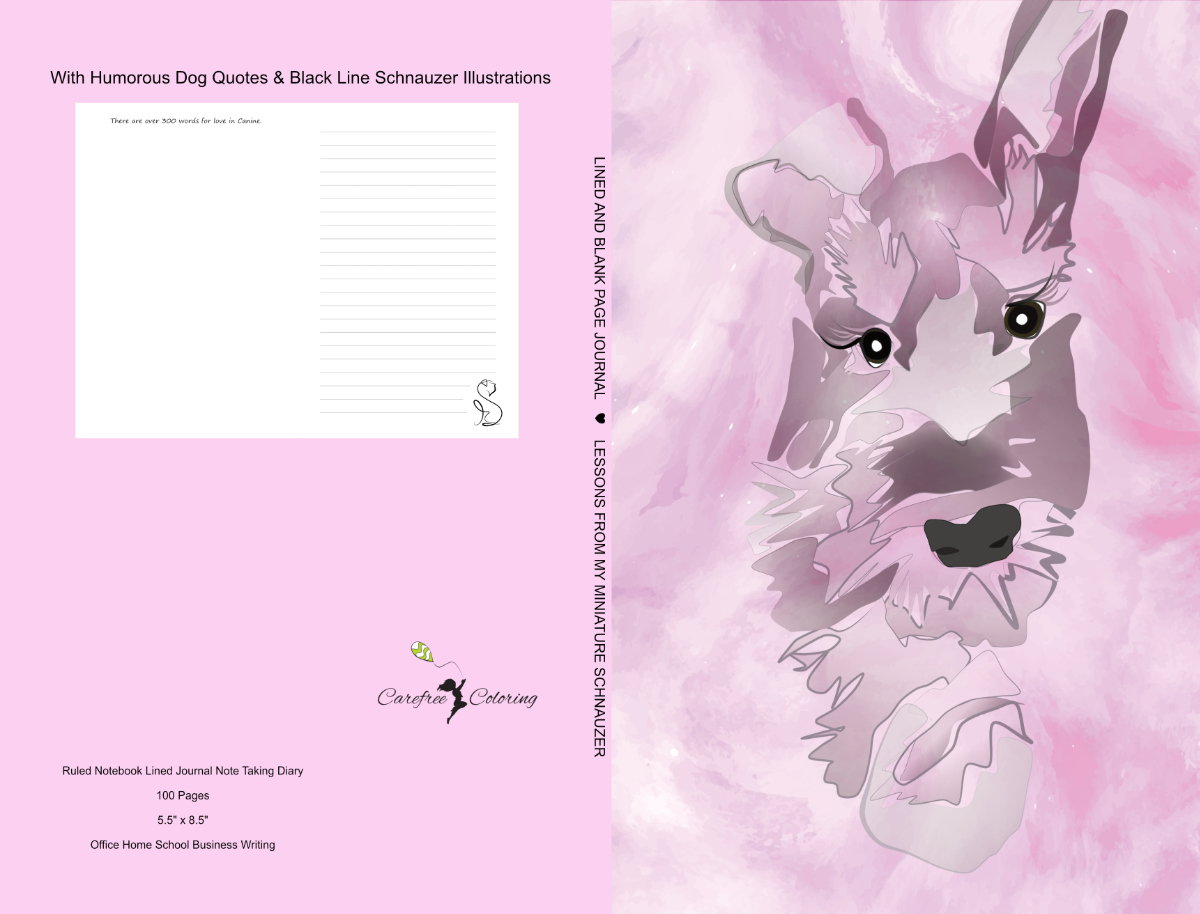 With Humorous Dog Quotes & Black Line Schnauzer Illustrations
There are over 300 words for love in Canine.
Carefree Coloring
Ruled Notebook Lined Journal Note Taking Diary
100 Pages
5.5" x 8.5"
Office Home School Business Writing
LINED AND BLANK PAGE JOURNAL ♥ LESSONS FROM MY MINIATURE SCHNAUZER